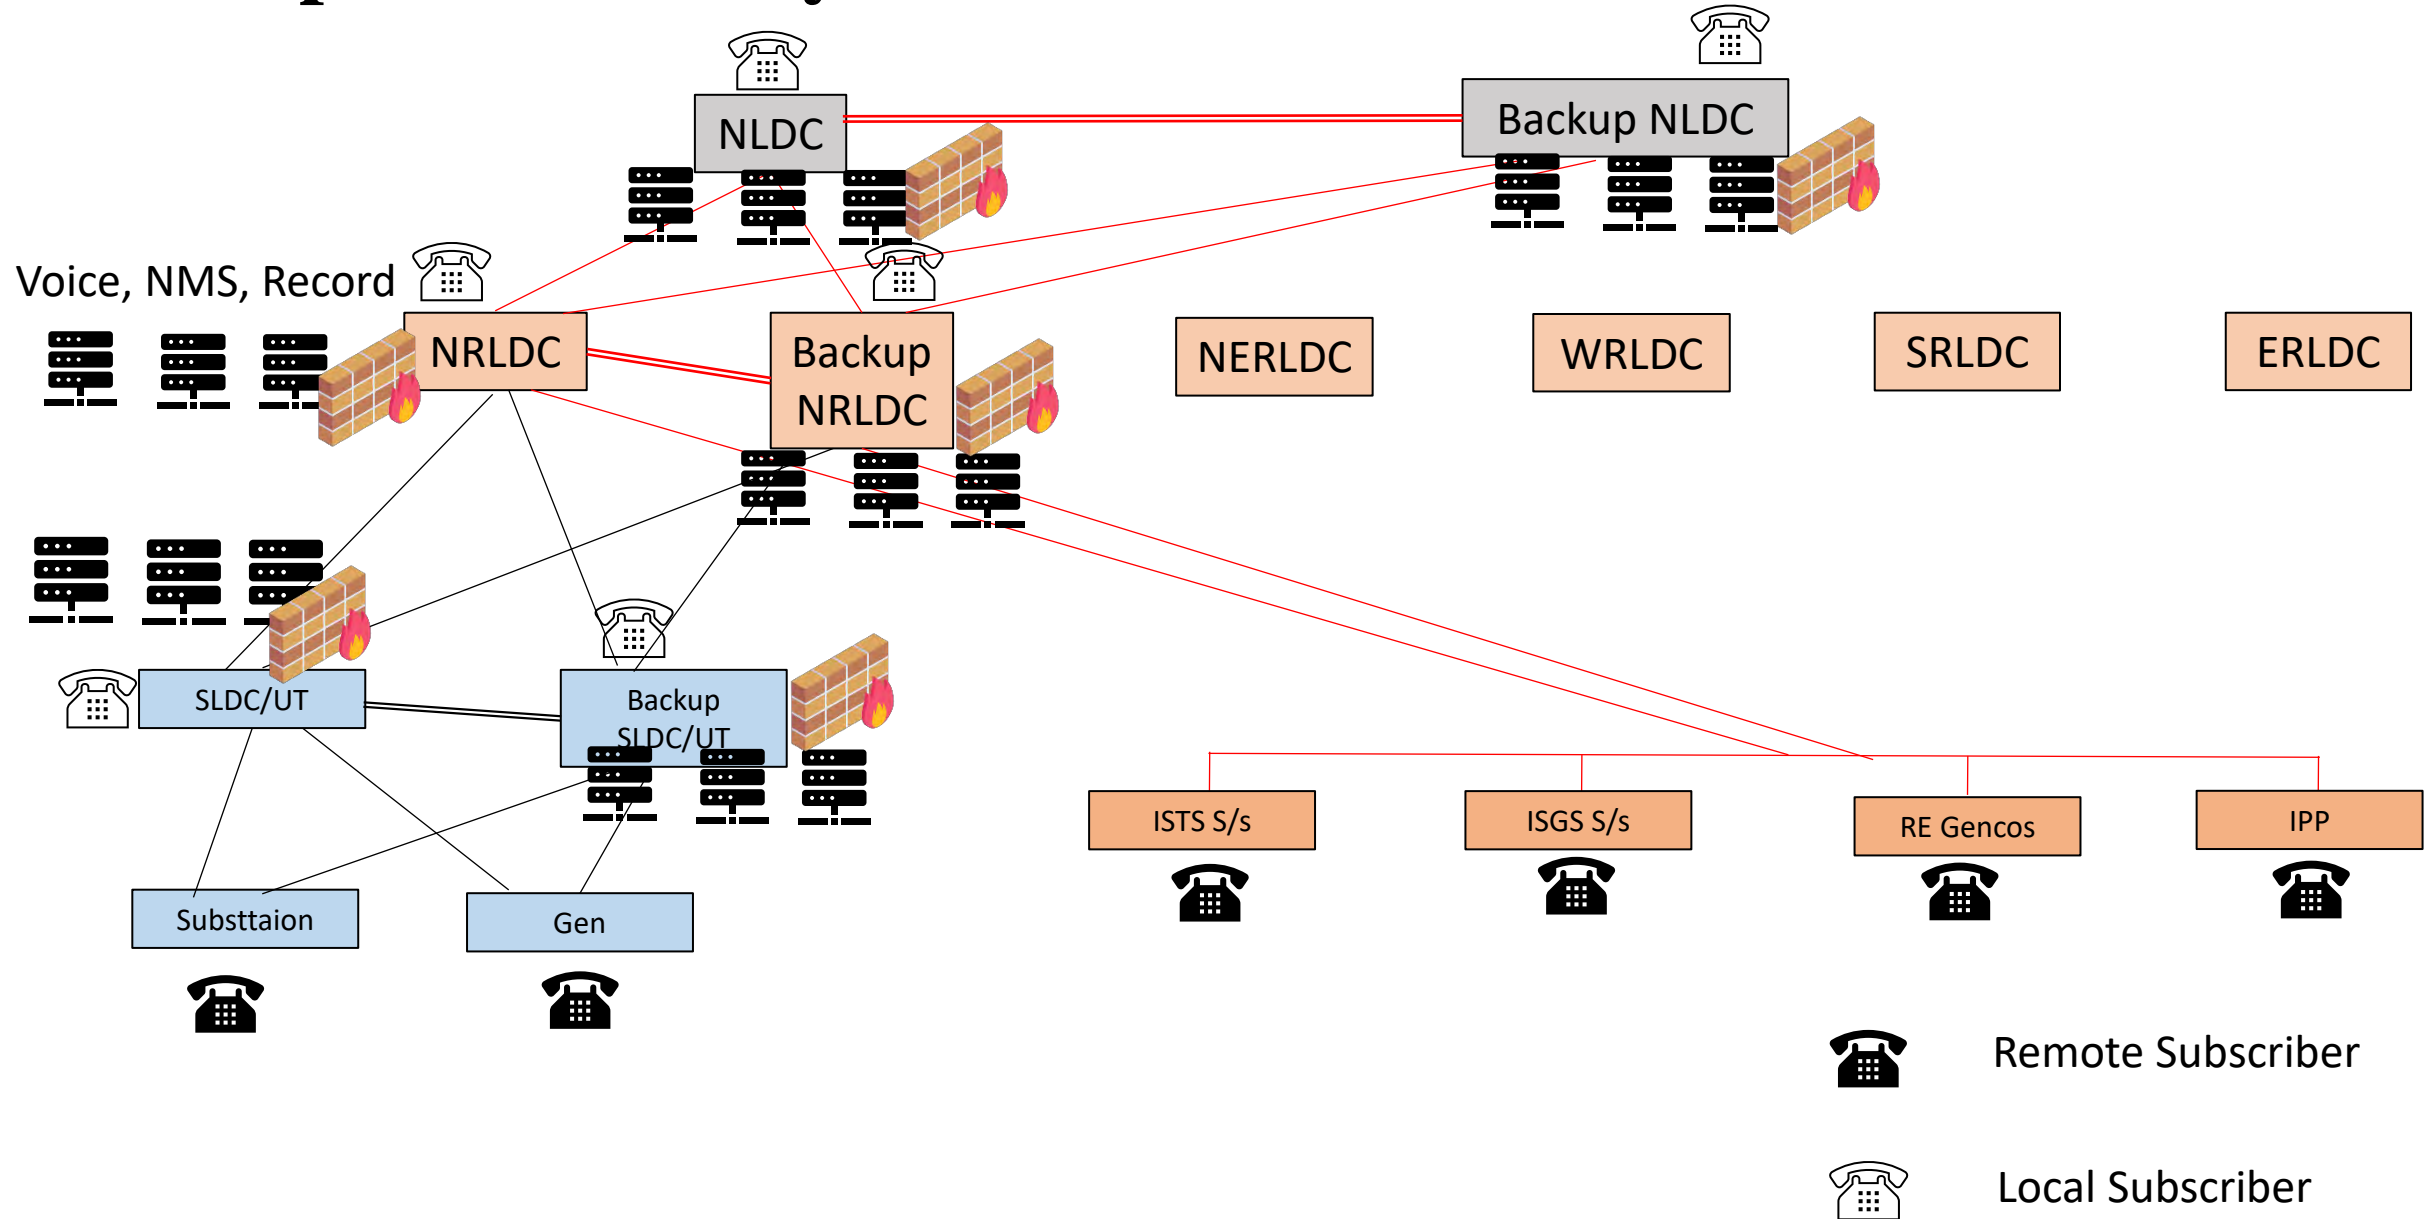 NLDC
Backup NLDC
Voice, NMS, Record
NRLDC
Backup
NRLDC
NERLDC
WRLDC
SRLDC
ERLDC
SLDC/UT
Backup
SLDC/UT
ISTS S/s
ISGS S/s
RE Gencos
IPP
Substtaion
Gen
Remote Subscriber
Local Subscriber